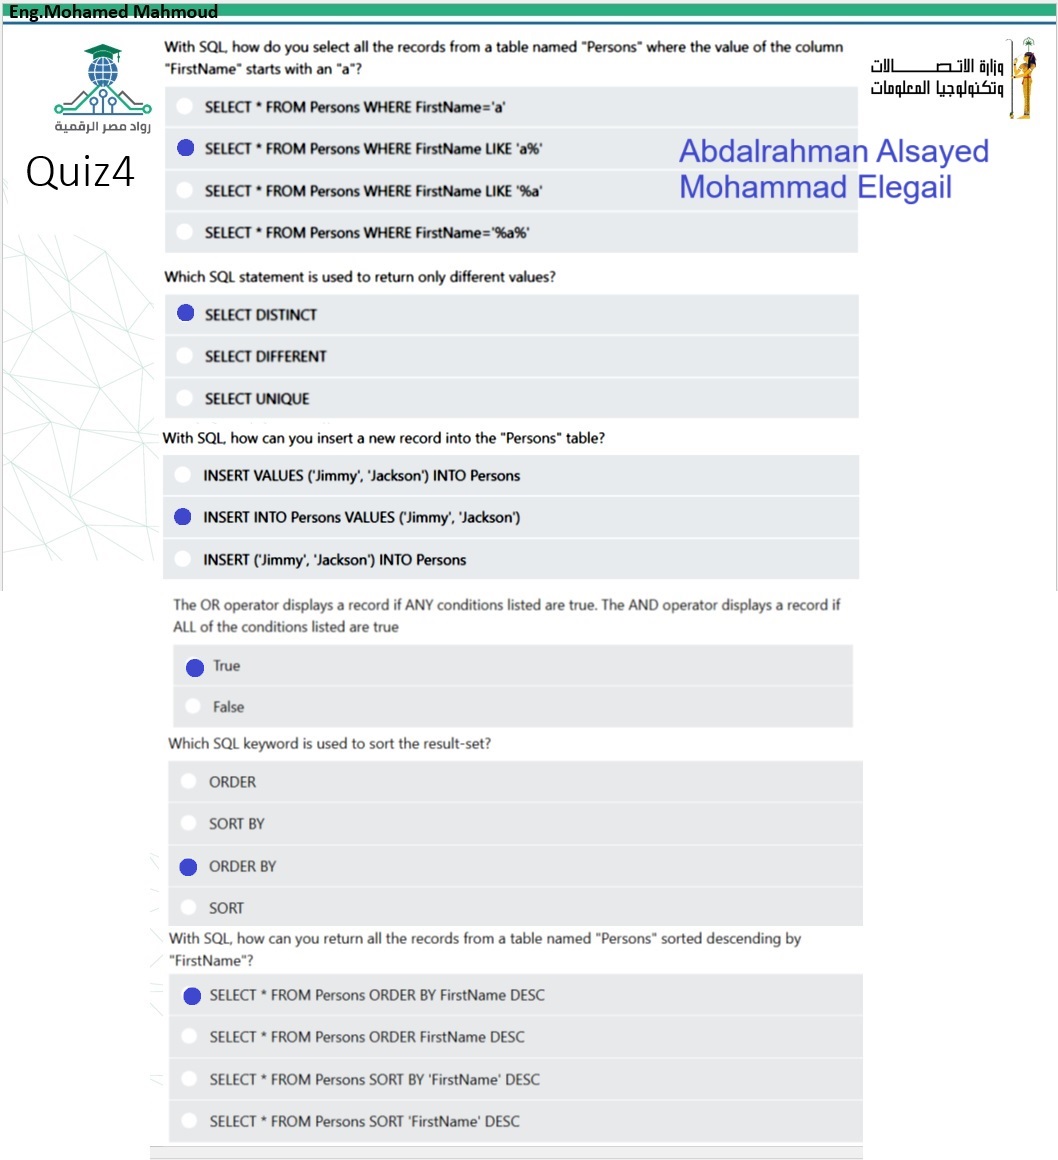 Eng.Mohamed Mahmoud
رواد مصر الرقمية
وزارة الاتصالات
وتكنولوجيا المعلومات
Quiz4
Abdalrahman Alsayed
Mohammad Elegail
With SQL, how do you select all the records from a table named "Persons" where the value of the column
"FirstName" starts with an "a"?
SELECT * FROM Persons WHERE FirstName='a'
SELECT * FROM Persons WHERE FirstName LIKE 'a%'
SELECT * FROM Persons WHERE FirstName LIKE '%a'
SELECT * FROM Persons WHERE FirstName='%a%'
Which SQL statement is used to return only different values?
SELECT DISTINCT
SELECT DIFFERENT
SELECT UNIQUE
With SQL, how can you insert a new record into the "Persons" table?
INSERT VALUES ('Jimmy', 'Jackson') INTO Persons
INSERT INTO Persons VALUES ('Jimmy', 'Jackson')
INSERT ('Jimmy', 'Jackson') INTO Persons
The OR operator displays a record if ANY conditions listed are true. The AND operator displays a record if
ALL of the conditions listed are true
True
False
Which SQL keyword is used to sort the result-set?
ORDER
SORT BY
ORDER BY
SORT
With SQL, how can you return all the records from a table named "Persons" sorted descending by
"FirstName"?
SELECT * FROM Persons ORDER BY FirstName DESC
SELECT * FROM Persons ORDER FirstName DESC
SELECT * FROM Persons SORT BY 'FirstName' DESC
SELECT * FROM Persons SORT 'FirstName' DESC